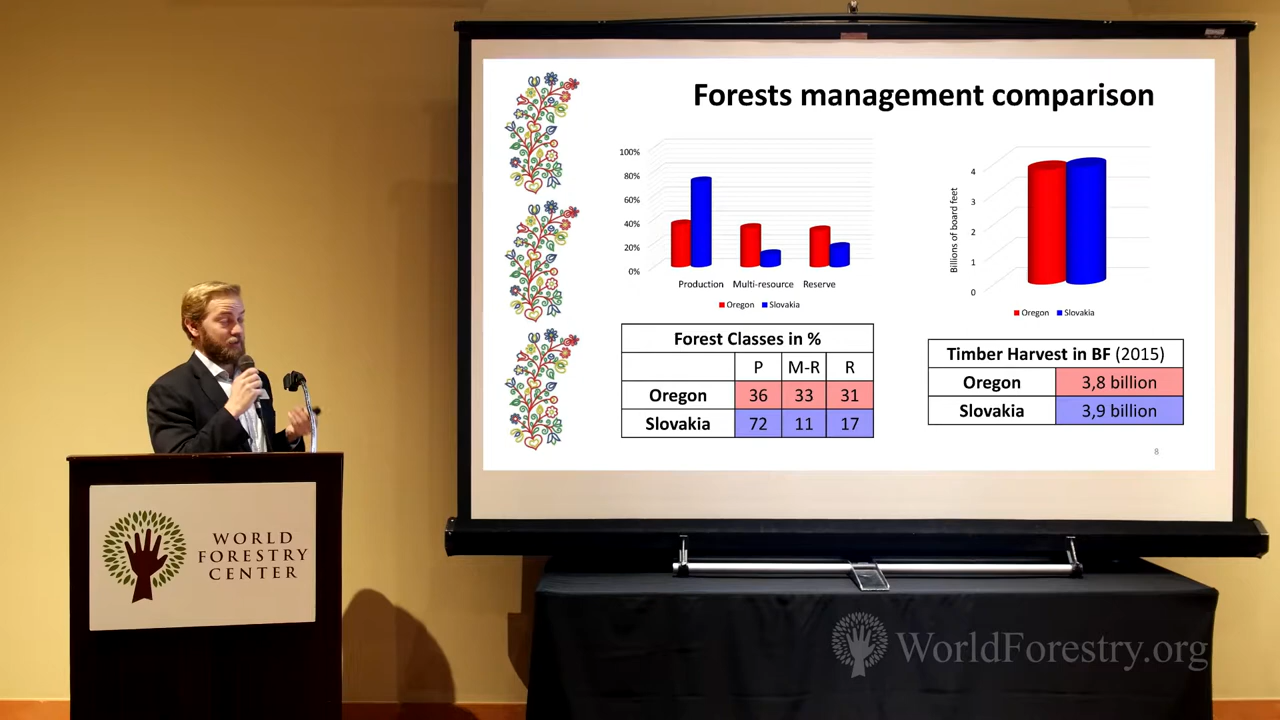 Forests management comparison
100%
80%
60%
40%
20%
0%
Production Multi-resource Reserve
Oregon Slovakia
Billions of board feet
4
3
2
1
0
Oregon Slovakia
Forest Classes in %
P M-R R
Oregon 36 33 31
Slovakia 72 11 17
Timber Harvest in BF (2015)
Oregon 3,8 billion
Slovakia 3,9 billion
8
WORLD
FORESTRY
CENTER
WorldForestry.org